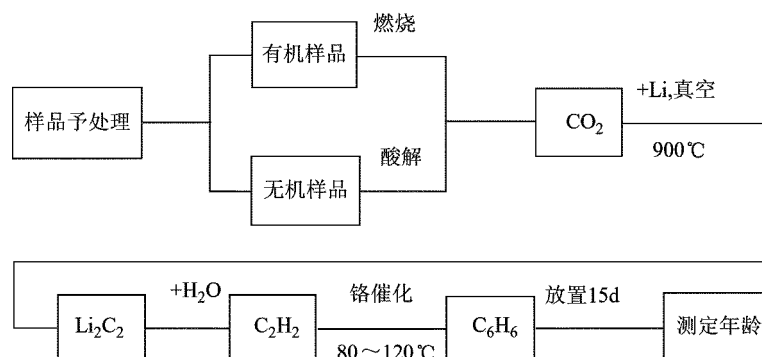 燃烧
有机样品
样品予处理
CO₂
+Li,真空
900℃
酸解
无机样品
Li₂C₂
+H₂O
C₂H₂
铬催化
80～120℃
C₆H₆
放置15d
测定年龄